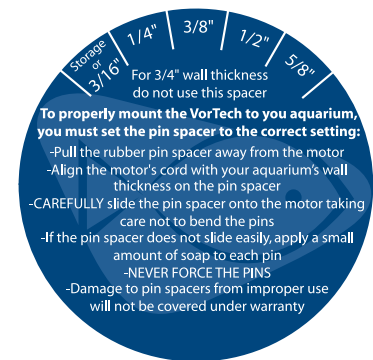 Storage
or
3/16"
1/4"
3/8"
1/2"
5/8"
For 3/4" wall thickness
do not use this spacer
To properly mount the VorTech to you aquarium,
you must set the pin spacer to the correct setting:
-Pull the rubber pin spacer away from the motor
-Align the motor's cord with your aquarium's wall
thickness on the pin spacer
-CAREFULLY slide the pin spacer onto the motor taking
care not to bend the pins
-If the pin spacer does not slide easily, apply a small
amount of soap to each pin
-NEVER FORCE THE PINS
-Damage to pin spacers from improper use
will not be covered under warranty